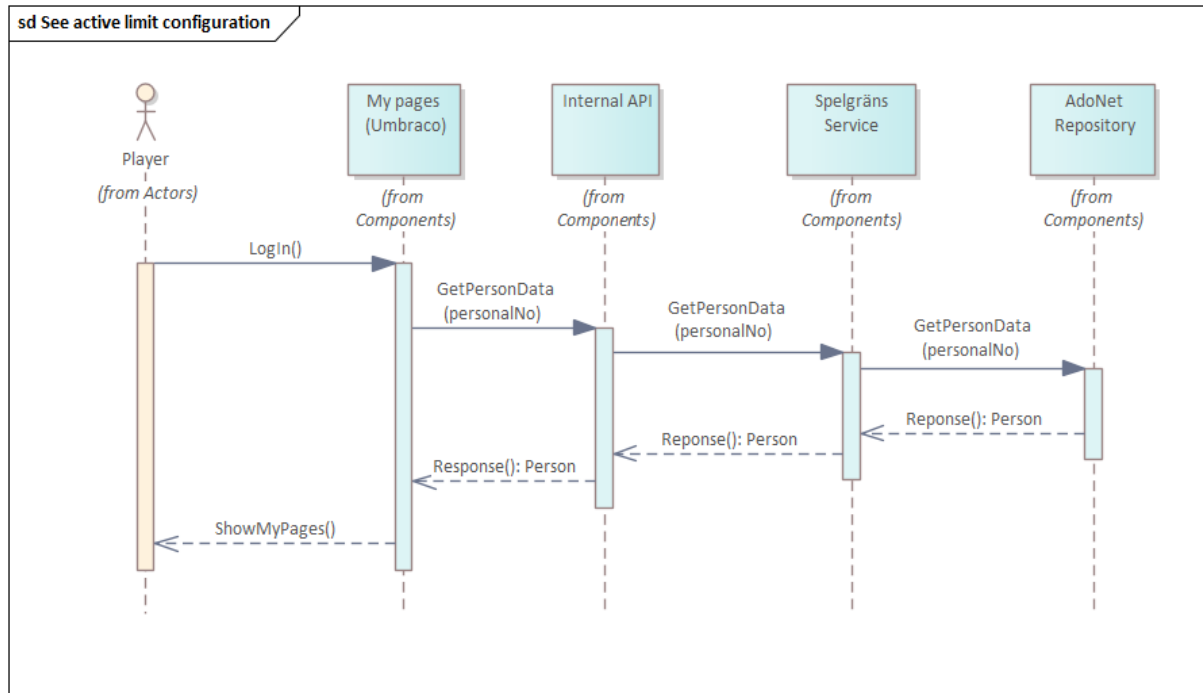 sd See active limit configuration
Player
(from Actors)
My pages
(Umbraco)
(from
Components)
Internal API
(from
Components)
Spelgräns
Service
(from
Components)
AdoNet
Repository
(from
Components)
LogIn()
GetPersonData
(personalNo)
GetPersonData
(personalNo)
GetPersonData
(personalNo)
Reponse(): Person
Reponse(): Person
Response(): Person
ShowMyPages()